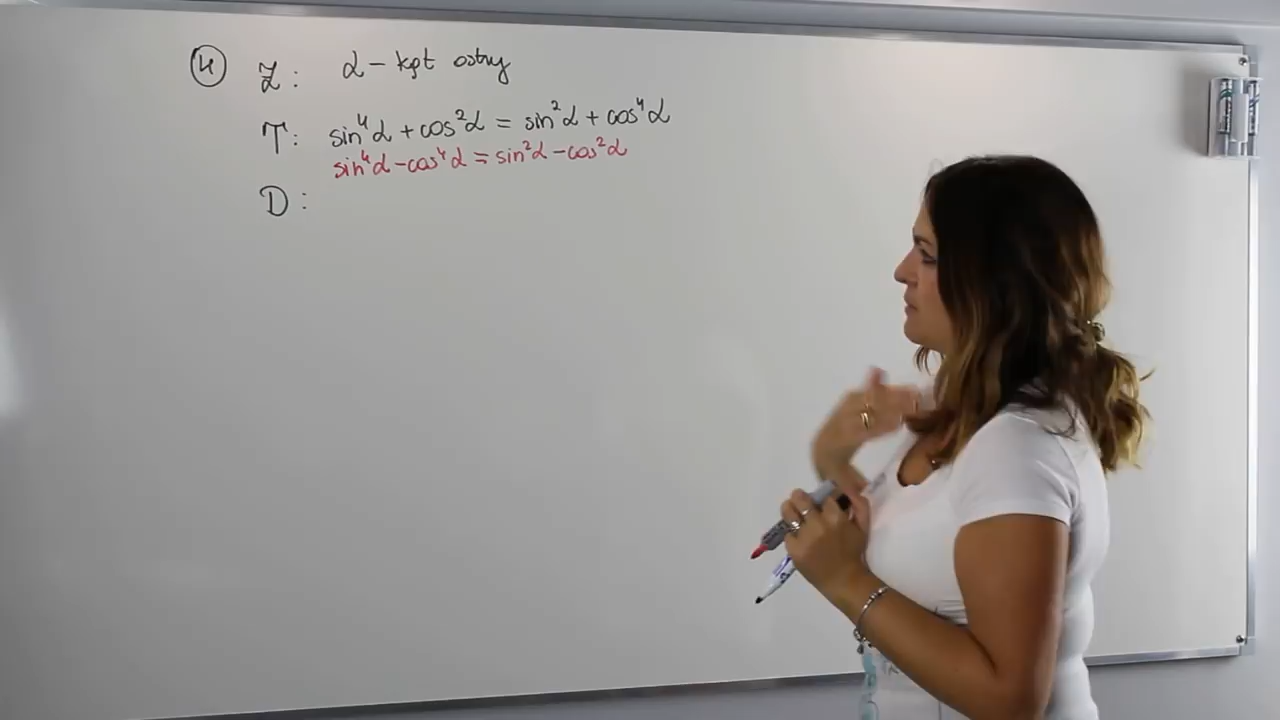 4 Z: α - kąt ostry
T: sin⁴α + cos²α = sin²α + cos⁴α
sin⁴α - cos⁴α = sin²α - cos²α
D: